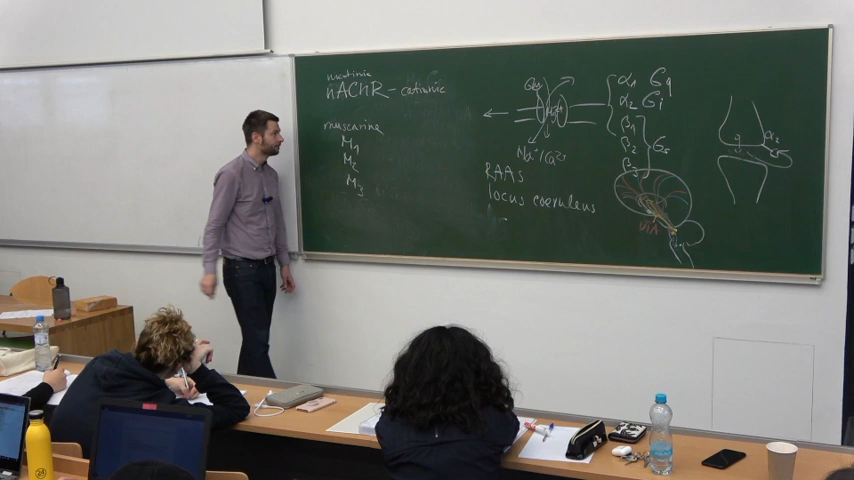 nicotinic
nAChR - cationic
muscarine
M1
M2
M3
Na+/Ca2+
α1 Gq
α2 Gi
β1
β2 Gs
β3
RAAS
locus coeruleus
α2